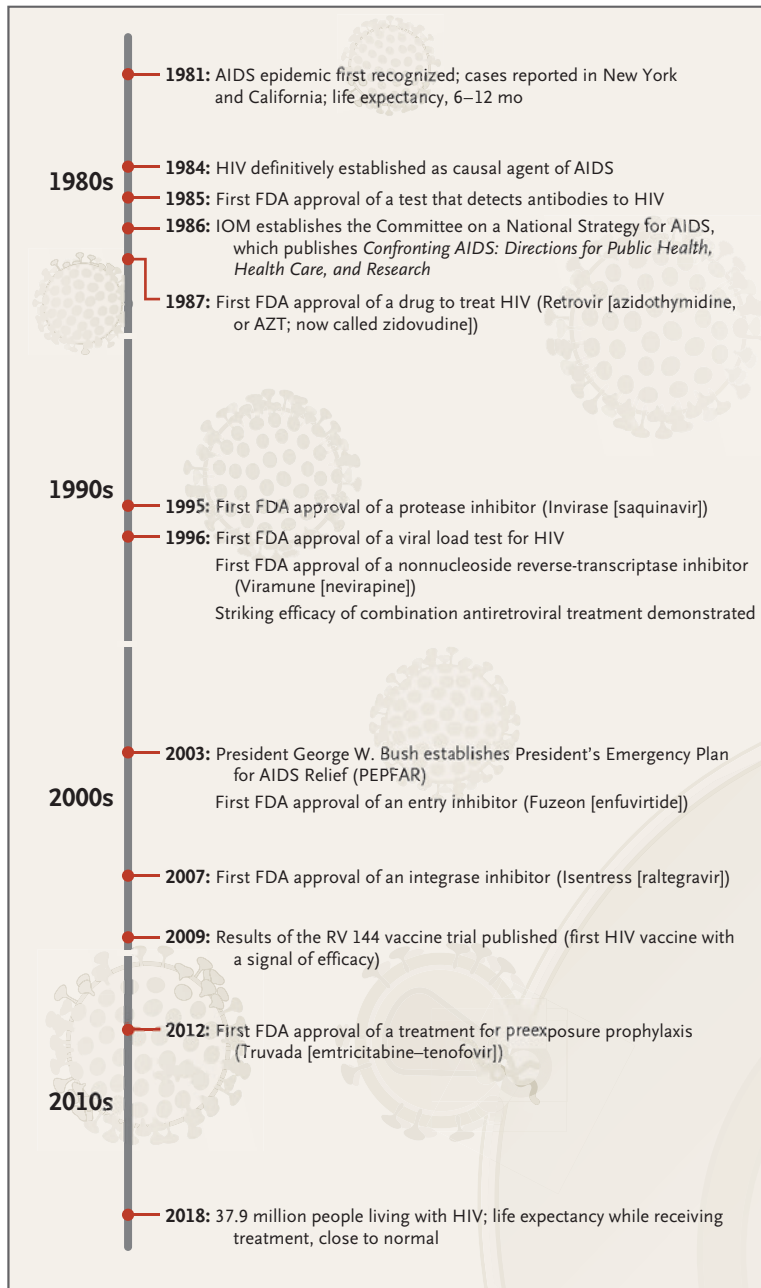 1981: AIDS epidemic first recognized; cases reported in New York
and California; life expectancy, 6–12 mo
1980s
1984: HIV definitively established as causal agent of AIDS
1985: First FDA approval of a test that detects antibodies to HIV
1986: IOM establishes the Committee on a National Strategy for AIDS,
which publishes Confronting AIDS: Directions for Public Health,
Health Care, and Research
1987: First FDA approval of a drug to treat HIV (Retrovir [azidothymidine,
or AZT; now called zidovudine])
1990s
1995: First FDA approval of a protease inhibitor (Invirase [saquinavir])
1996: First FDA approval of a viral load test for HIV
First FDA approval of a nonnucleoside reverse-transcriptase inhibitor
(Viramune [nevirapine])
Striking efficacy of combination antiretroviral treatment demonstrated
2003: President George W. Bush establishes President’s Emergency Plan
for AIDS Relief (PEPFAR)
2000s
First FDA approval of an entry inhibitor (Fuzeon [enfuvirtide])
2007: First FDA approval of an integrase inhibitor (Isentress [raltegravir])
2009: Results of the RV 144 vaccine trial published (first HIV vaccine with
a signal of efficacy)
2012: First FDA approval of a treatment for preexposure prophylaxis
(Truvada [emtricitabine–tenofovir])
2010s
2018: 37.9 million people living with HIV; life expectancy while receiving
treatment, close to normal